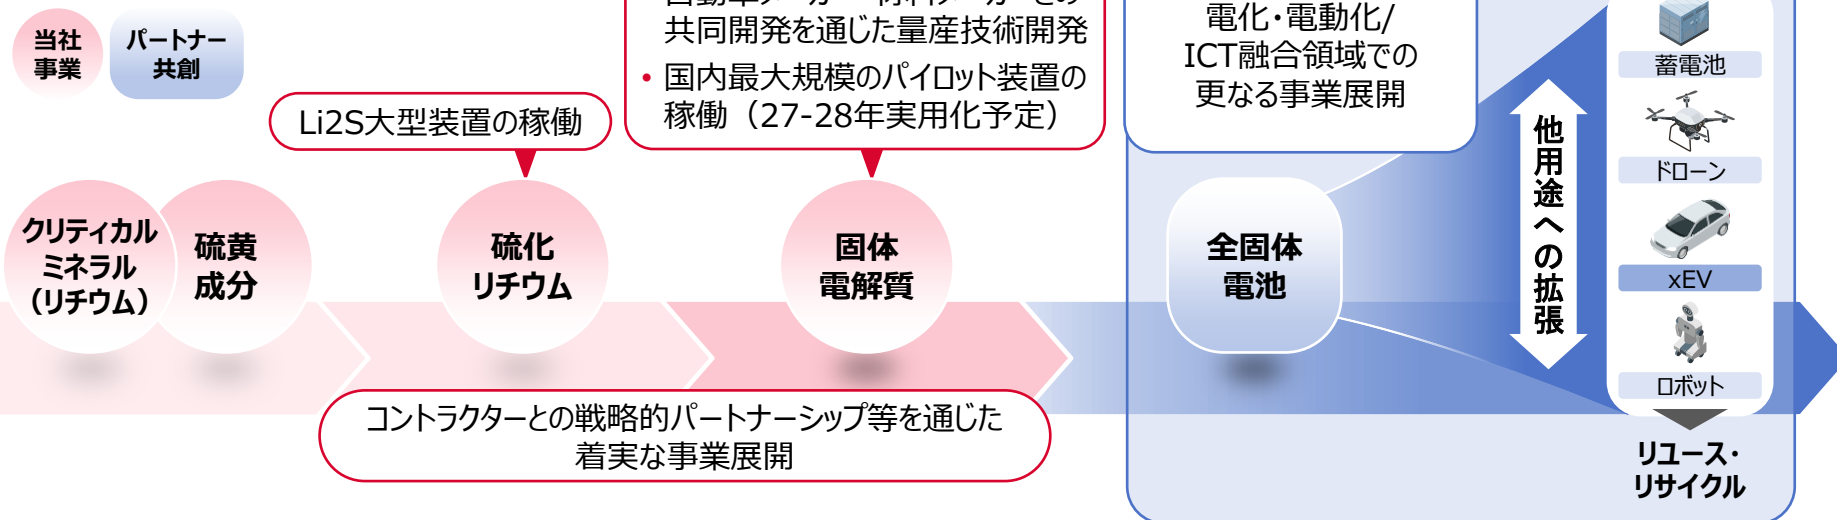 当社
事業
パートナー
共創
共同開発を通じた量産技術開発
• 国内最大規模のパイロット装置の
稼働（27-28年実用化予定）
Li2S大型装置の稼働
電化・電動化/
ICT融合領域での
更なる事業展開
クリティカル
ミネラル
（リチウム）
硫黄
成分
硫化
リチウム
固体
電解質
全固体
電池
他用途への拡張
蓄電池
ドローン
xEV
ロボット
リユース・
リサイクル
コントラクターとの戦略的パートナーシップ等を通じた
着実な事業展開